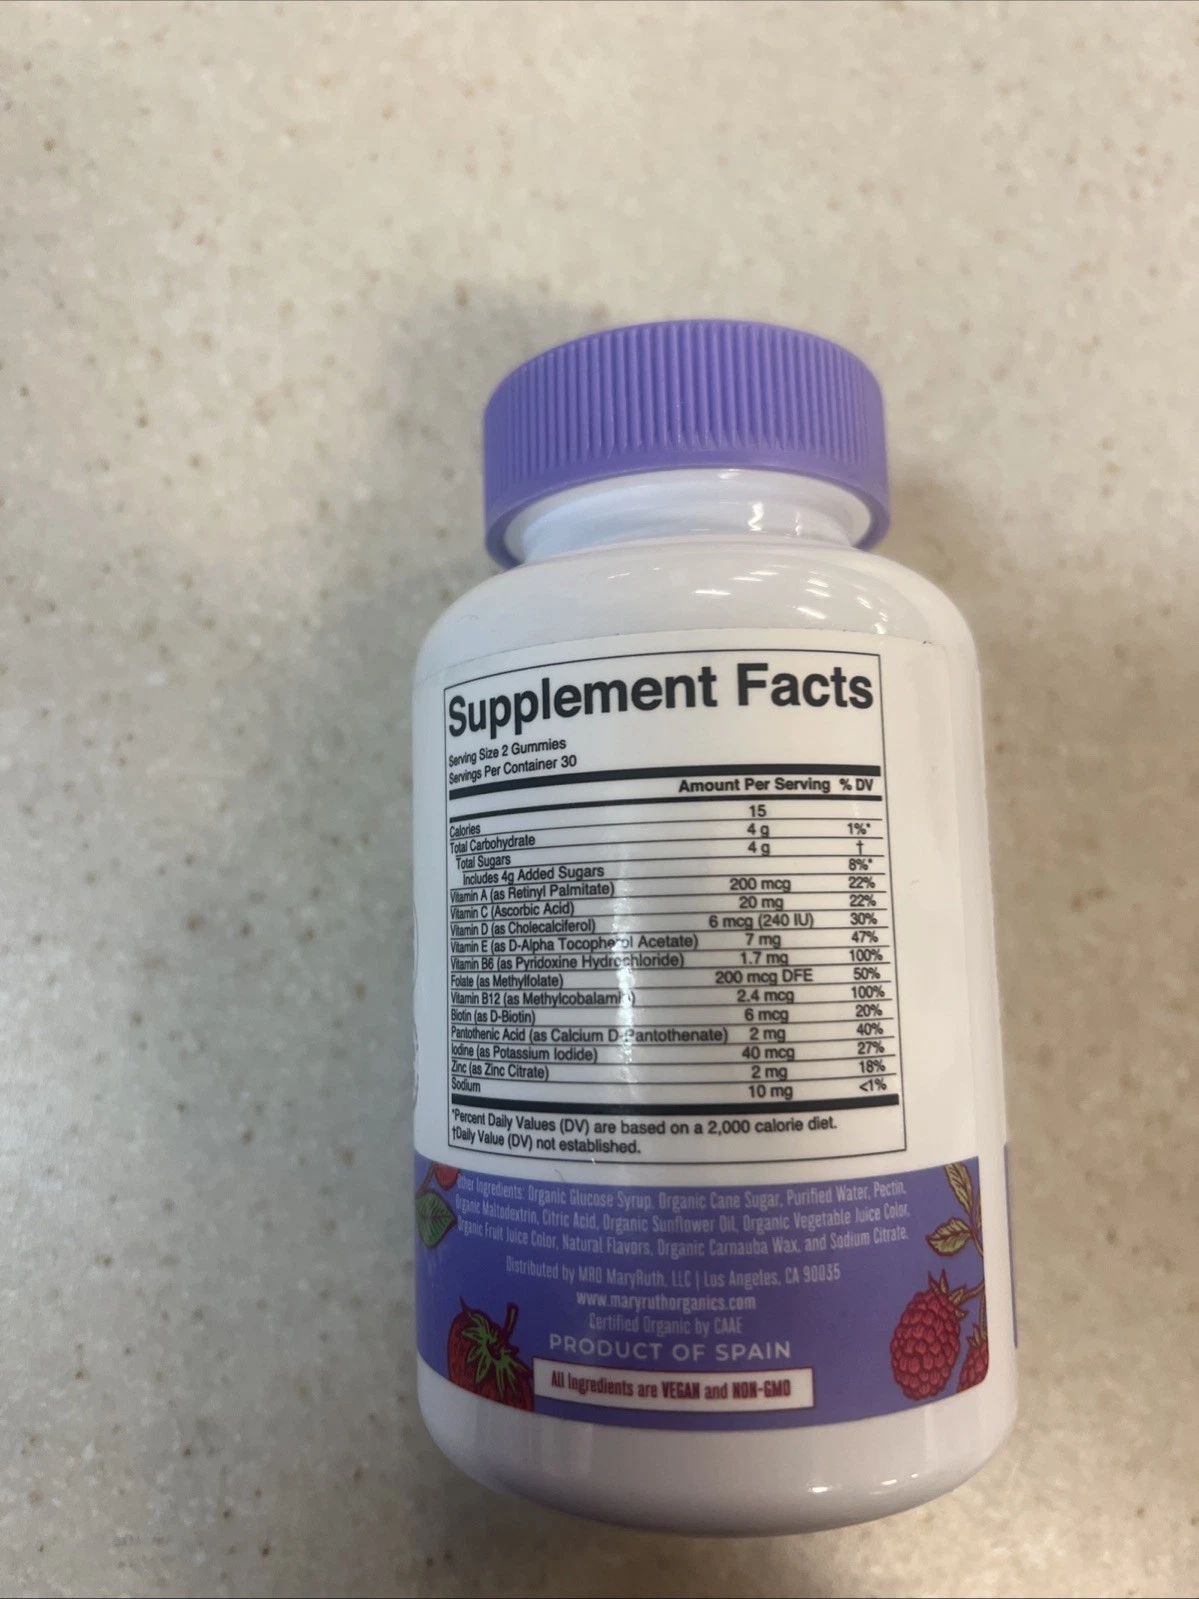 Supplement Facts
Serving Size 2 Gummies
Servings Per Container 30
Amount Per Serving % DV
Calories 15
Total Carbohydrate 4 g 1%*
Total Sugars 4 g †
Includes 4g Added Sugars 8%*
Vitamin A (as Retinyl Palmitate) 200 mcg 22%
Vitamin C (Ascorbic Acid) 20 mg 22%
Vitamin D (as Cholecalciferol) 6 mcg (240 IU) 30%
Vitamin E (as D-Alpha Tocopherol Acetate) 7 mg 47%
Vitamin B6 (as Pyridoxine Hydrochloride) 1.7 mg 100%
Folate (as Methylfolate) 200 mcg DFE 50%
Vitamin B12 (as Methylcobalamin) 2.4 mcg 100%
Biotin (as D-Biotin) 6 mcg 20%
Pantothenic Acid (as Calcium D-Pantothenate) 2 mg 40%
Iodine (as Potassium Iodide) 40 mcg 27%
Zinc (as Zinc Citrate) 2 mg 18%
Sodium 10 mg <1%
*Percent Daily Values (DV) are based on a 2,000 calorie diet.
†Daily Value (DV) not established.
Other Ingredients: Organic Glucose Syrup, Organic Cane Sugar, Purified Water, Pectin,
Organic Maltodextrin, Citric Acid, Organic Sunflower Oil, Organic Vegetable Juice Color,
Organic Fruit Juice Color, Natural Flavors, Organic Carnauba Wax, and Sodium Citrate.
Distributed by MRO MaryRuth, LLC | Los Angeles, CA 90035
www.maryruthorganics.com
Certified Organic by CAAE
PRODUCT OF SPAIN
All Ingredients are VEGAN and NON-GMO